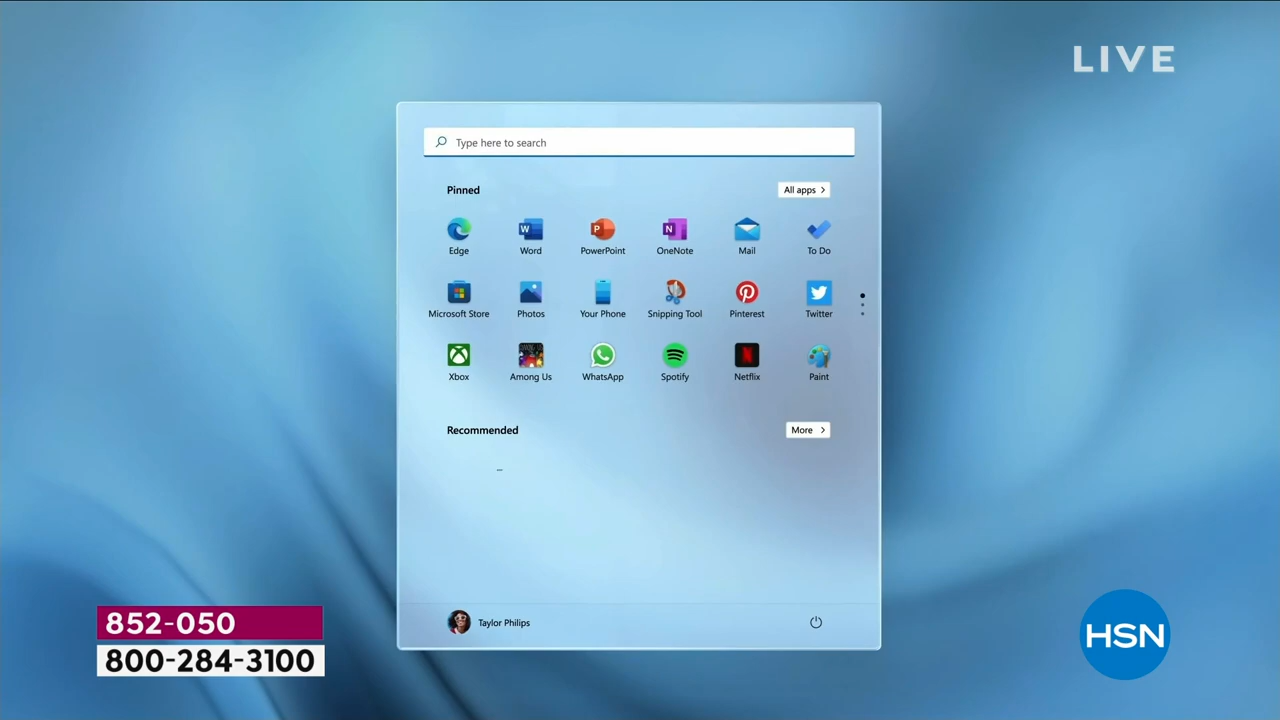 LIVE
Type here to search
Pinned
All apps
Edge
Word
PowerPoint
OneNote
Mail
To Do
Microsoft Store
Photos
Your Phone
Snipping Tool
Pinterest
Twitter
Xbox
Among Us
WhatsApp
Spotify
Netflix
Paint
Recommended
More
Taylor Philips
852-050
800-284-3100
HSN